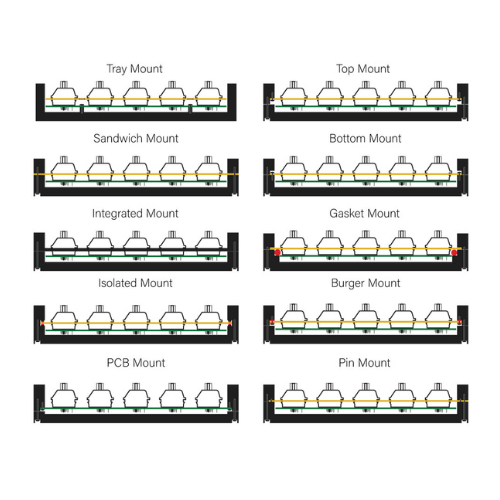 Tray Mount
Top Mount
Sandwich Mount
Bottom Mount
Integrated Mount
Gasket Mount
Isolated Mount
Burger Mount
PCB Mount
Pin Mount